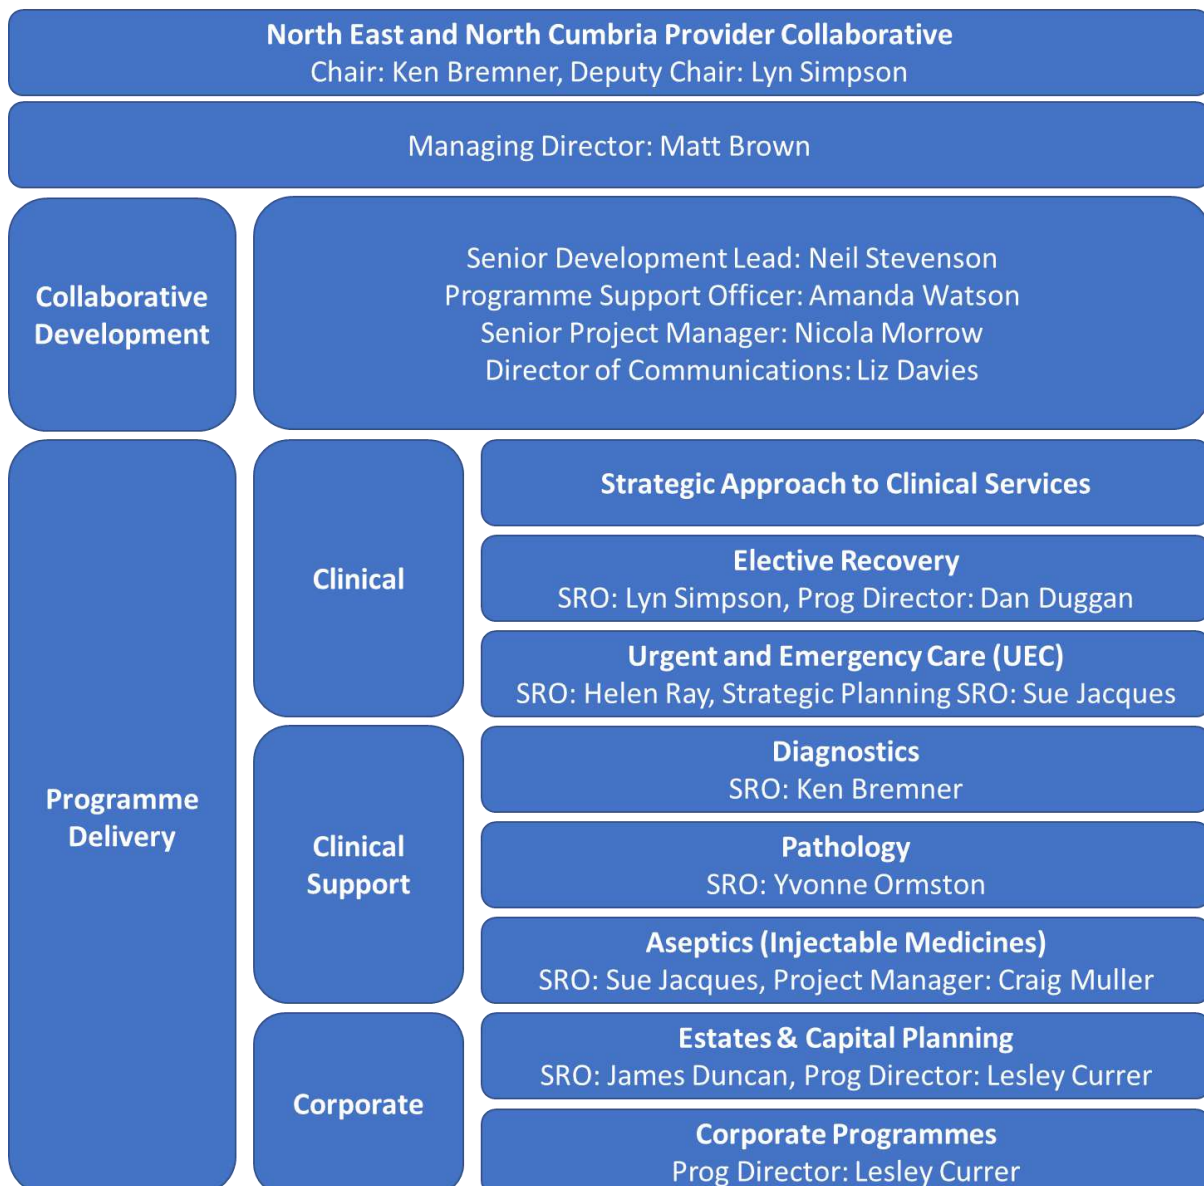 North East and North Cumbria Provider Collaborative
Chair: Ken Bremner, Deputy Chair: Lyn Simpson
Managing Director: Matt Brown
Collaborative
Development
Senior Development Lead: Neil Stevenson
Programme Support Officer: Amanda Watson
Senior Project Manager: Nicola Morrow
Director of Communications: Liz Davies
Programme
Delivery
Clinical
Strategic Approach to Clinical Services
Elective Recovery
SRO: Lyn Simpson, Prog Director: Dan Duggan
Urgent and Emergency Care (UEC)
SRO: Helen Ray, Strategic Planning SRO: Sue Jacques
Clinical
Support
Diagnostics
SRO: Ken Bremner
Pathology
SRO: Yvonne Ormston
Aseptics (Injectable Medicines)
SRO: Sue Jacques, Project Manager: Craig Muller
Corporate
Estates & Capital Planning
SRO: James Duncan, Prog Director: Lesley Currer
Corporate Programmes
Prog Director: Lesley Currer